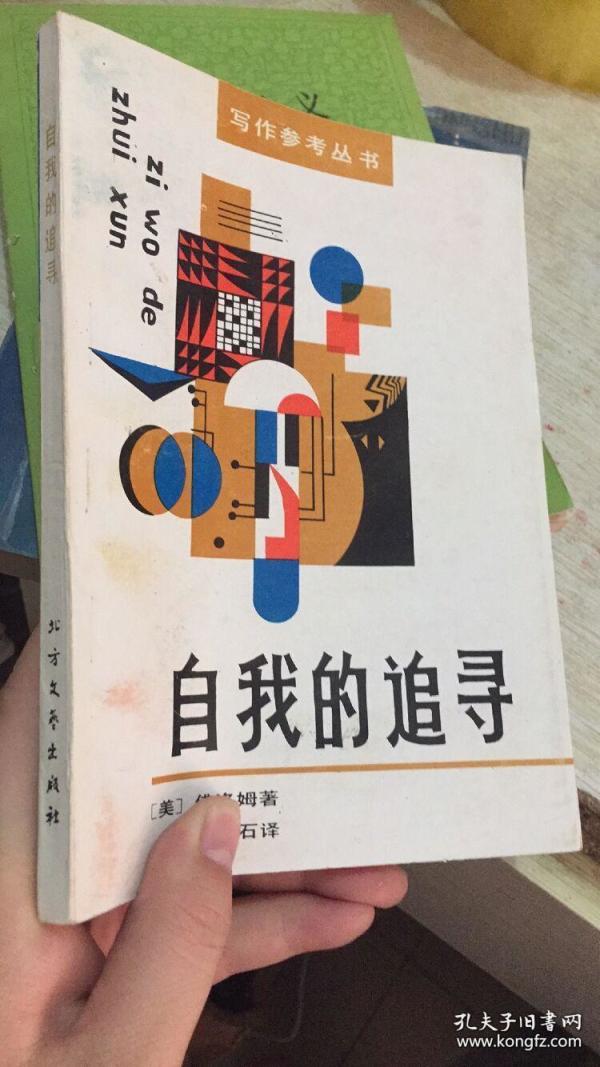 写作参考丛书
zi wo de
zhui xun
自我的追寻
[美] 佛洛姆著
石译
自我的追寻
北方文艺出版社
义
孔夫子旧书网
www.kongfz.com